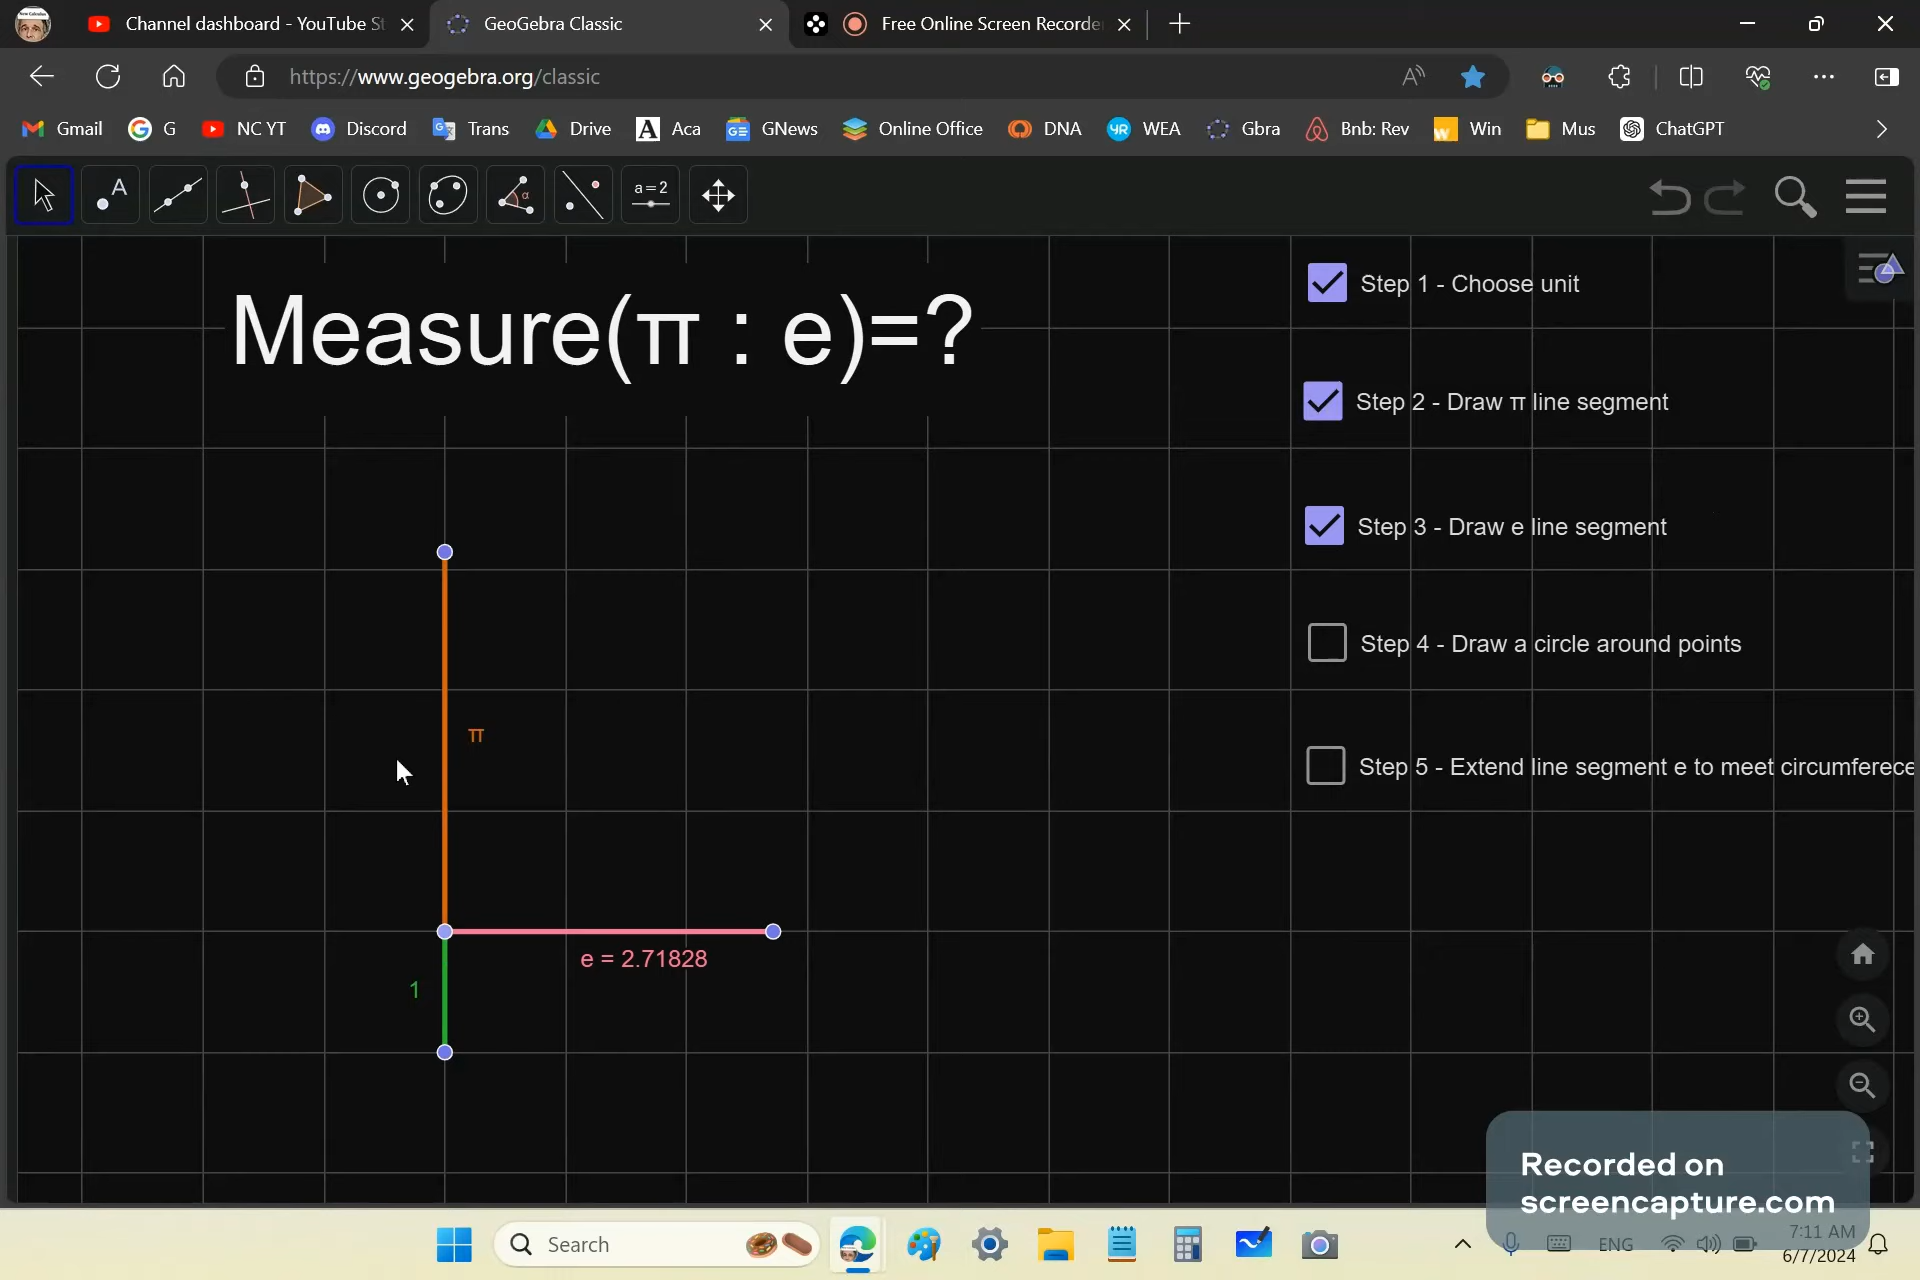 Channel dashboard - YouTube St
GeoGebra Classic
Free Online Screen Recorde
https://www.geogebra.org/classic
Gmail
G
NC YT
Discord
Trans
Drive
Aca
GNews
Online Office
DNA
WEA
Gbra
Bnb: Rev
Win
Mus
ChatGPT
A
α
a=2
Measure(π : e)=?
Step 1 - Choose unit
Step 2 - Draw π line segment
Step 3 - Draw e line segment
Step 4 - Draw a circle around points
Step 5 - Extend line segment e to meet circumferece
π
e = 2.71828
1
Recorded on
screencapture.com
Search
ENG
7:11 AM
6/7/2024